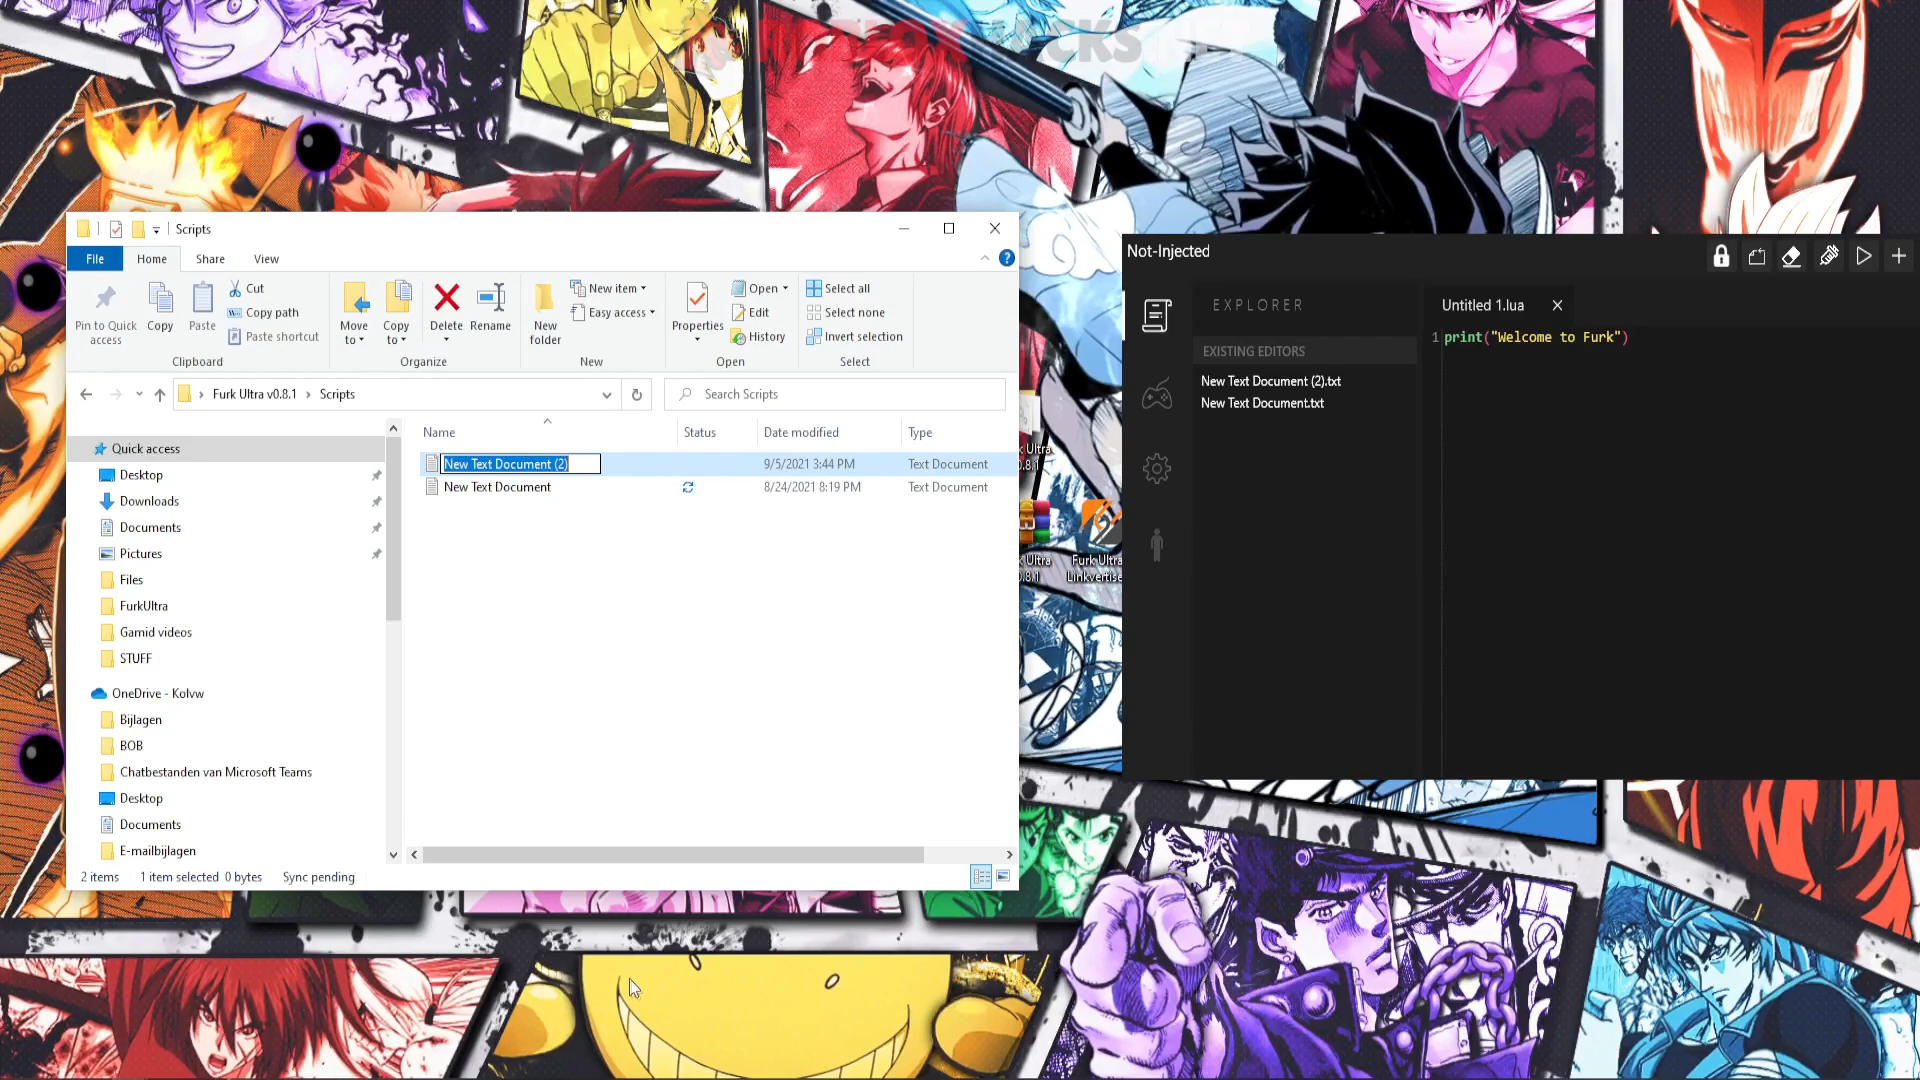 Scripts
File
Home
Share
View
Pin to Quick
access
Copy
Paste
Cut
Copy path
Paste shortcut
Clipboard
Move
to
Copy
to
Delete
Rename
Organize
New
folder
New item
Easy access
New
Properties
Open
Edit
History
Open
Select all
Select none
Invert selection
Select
Furk Ultra v0.8.1 › Scripts
Search Scripts
Name
Status
Date modified
Type
New Text Document (2)
9/5/2021 3:44 PM
Text Document
New Text Document
8/24/2021 8:19 PM
Text Document
Quick access
Desktop
Downloads
Documents
Pictures
Files
FurkUltra
Gamid videos
STUFF
OneDrive - Kolvw
Bijlagen
BOB
Chatbestanden van Microsoft Teams
Desktop
Documents
E-mailbijlagen
2 items
1 item selected 0 bytes
Sync pending
Ultra
Furk Ultra
Linkvertise
Not-Injected
EXPLORER
EXISTING EDITORS
New Text Document (2).txt
New Text Document.txt
Untitled 1.lua
1 print("Welcome to Furk")